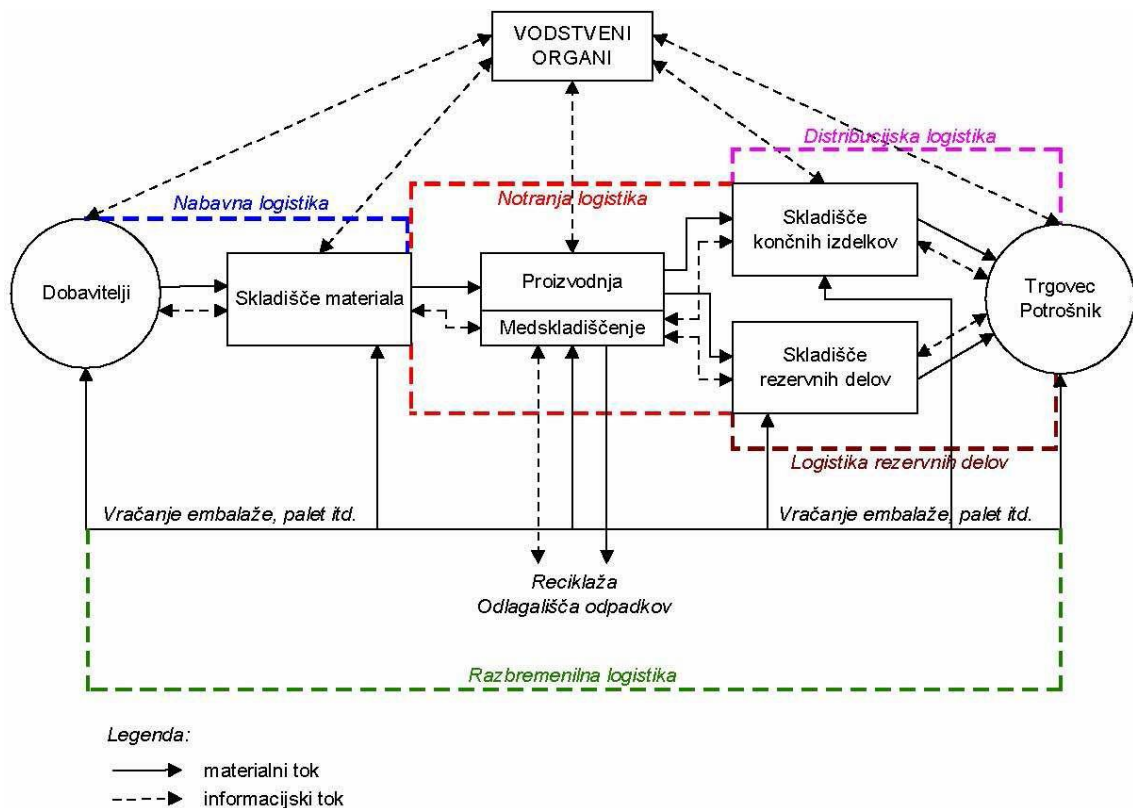 VODSTVENI
ORGANI
Distribucijska logistika
Nabavna logistika
Notranja logistika
Dobavitelji
Skladišče materiala
Proizvodnja
Medskladiščenje
Skladišče
končnih izdelkov
Skladišče
rezervnih delov
Trgovec
Potrošnik
Logistika rezervnih delov
Vračanje embalaže, palet itd.
Vračanje embalaže, palet itd.
Reciklaža
Odlagališča odpadkov
Razbremenilna logistika
Legenda:
materialni tok
informacijski tok